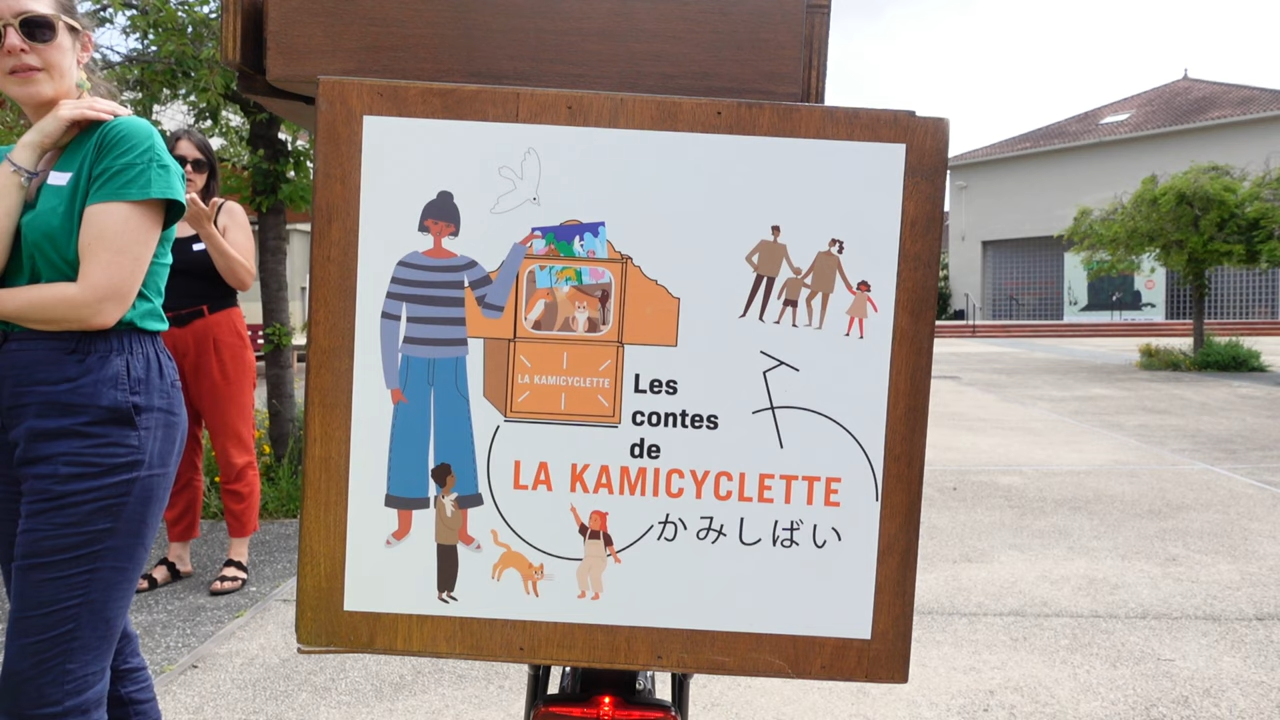 LA KAMICYCLETTE
Les
contes
de
LA KAMICYCLETTE
かみしばい